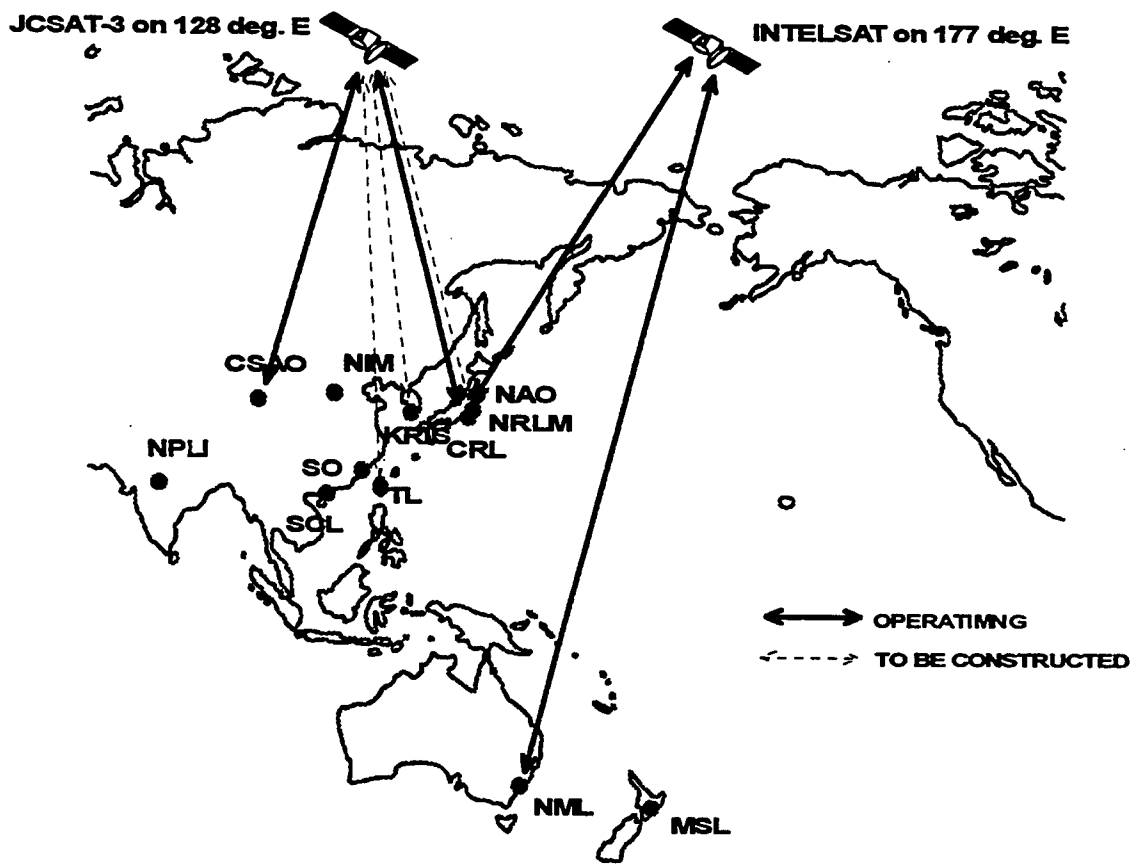 JCSAT-3 on 128 deg. E
INTELSAT on 177 deg. E
CSAO
NIM
NAO
NRLM
KRIS
CRL
NPLI
SO
TL
SCL
OPERATIMNG
TO BE CONSTRUCTED
NML
MSL